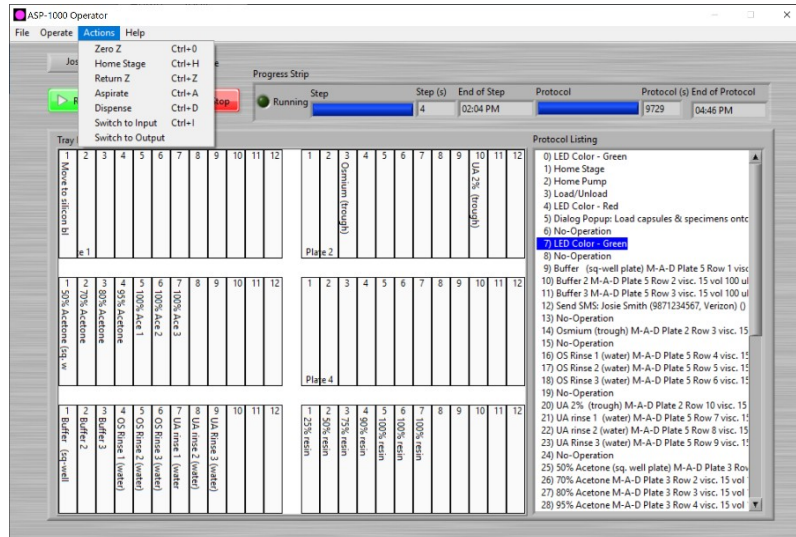 ASP-1000 Operator
File Operate Actions Help
Zero Z Ctrl+0
Home Stage Ctrl+H
Return Z Ctrl+Z
Aspirate Ctrl+A
Dispense Ctrl+D
Switch to Input Ctrl+I
Switch to Output
Jos
e
R
top
Progress Strip
Running
Step
Step (s)
4
End of Step
02:04 PM
Protocol
Protocol (s)
9729
End of Protocol
04:46 PM
Tray
1 2 3 4 5 6 7 8 9 10 11 12
Move to silicon bl
e 1
1 2 3 4 5 6 7 8 9 10 11 12
Osmium (trough)
UA 2% (trough)
Plate 2
1 2 3 4 5 6 7 8 9 10 11 12
50% Acetone (sq. w
70% Acetone
80% Acetone
95% Acetone
100% Ace 1
100% Ace 2
100% Ace 3
1 2 3 4 5 6 7 8 9 10 11 12
Plate 4
1 2 3 4 5 6 7 8 9 10 11 12
Buffer (sq-well
Buffer 2
Buffer 3
OS Rinse 1 (water)
OS Rinse 2 (water)
OS Rinse 3 (water)
UA rinse 1 (water
UA rinse 2 (water)
UA Rinse 3 (water)
1 2 3 4 5 6 7 8 9 10 11 12
25% resin
50% resin
75% resin
90% resin
100% resin
100% resin
100% resin
Protocol Listing
0) LED Color - Green
1) Home Stage
2) Home Pump
3) Load/Unload
4) LED Color - Red
5) Dialog Popup: Load capsules & specimens ontc
6) No-Operation
7) LED Color - Green
8) No-Operation
9) Buffer (sq-well plate) M-A-D Plate 5 Row 1 visc
10) Buffer 2 M-A-D Plate 5 Row 2 visc. 15 vol 100 ul
11) Buffer 3 M-A-D Plate 5 Row 3 visc. 15 vol 100 ul
12) Send SMS: Josie Smith (9871234567, Verizon) ()
13) No-Operation
14) Osmium (trough) M-A-D Plate 2 Row 3 visc. 15
15) No-Operation
16) OS Rinse 1 (water) M-A-D Plate 5 Row 4 visc. 15
17) OS Rinse 2 (water) M-A-D Plate 5 Row 5 visc. 15
18) OS Rinse 3 (water) M-A-D Plate 5 Row 6 visc. 15
19) No-Operation
20) UA 2% (trough) M-A-D Plate 2 Row 10 visc. 15
21) UA rinse 1 (water) M-A-D Plate 5 Row 7 visc. 15
22) UA rinse 2 (water) M-A-D Plate 5 Row 8 visc. 15
23) UA Rinse 3 (water) M-A-D Plate 5 Row 9 visc. 15
24) No-Operation
25) 50% Acetone (sq. well plate) M-A-D Plate 3 Rov
26) 70% Acetone M-A-D Plate 3 Row 2 visc. 15 vol
27) 80% Acetone M-A-D Plate 3 Row 3 visc. 15 vol
28) 95% Acetone M-A-D Plate 3 Row 4 visc. 15 vol